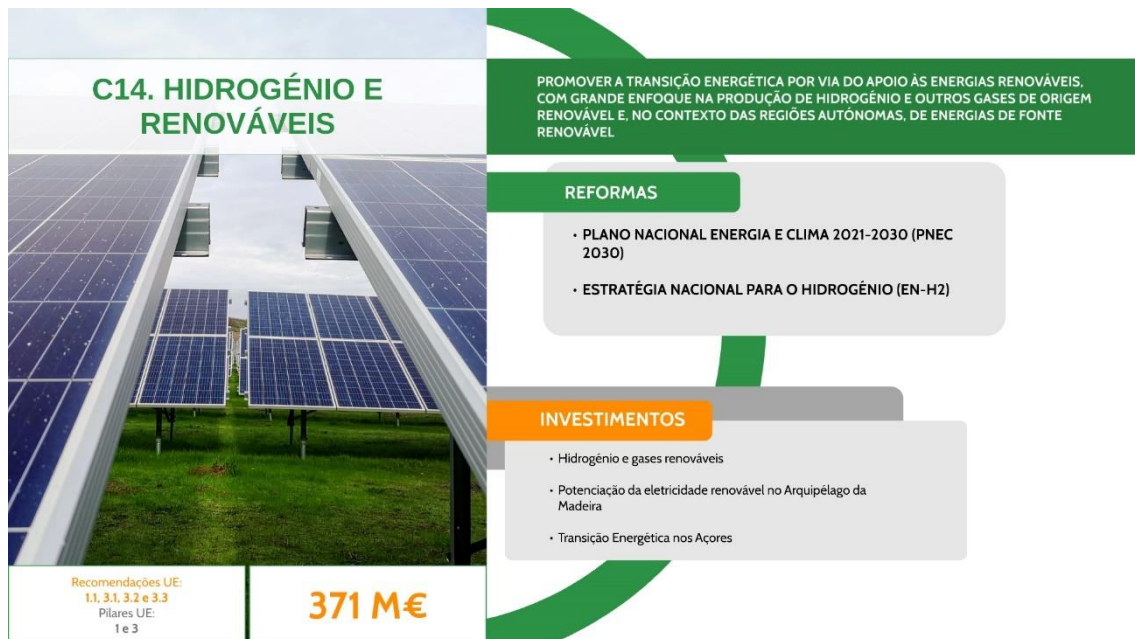 C14. HIDROGÉNIO E
RENOVÁVEIS
Recomendações UE:
1.1, 3.1, 3.2 e 3.3
Pilares UE:
1 e 3
371 M€
PROMOVER A TRANSIÇÃO ENERGÉTICA POR VIA DO APOIO ÀS ENERGIAS RENOVÁVEIS,
COM GRANDE ENFOQUE NA PRODUÇÃO DE HIDROGÉNIO E OUTROS GASES DE ORIGEM
RENOVÁVEL E, NO CONTEXTO DAS REGIÕES AUTÓNOMAS, DE ENERGIAS DE FONTE
RENOVÁVEL
REFORMAS
• PLANO NACIONAL ENERGIA E CLIMA 2021-2030 (PNEC
2030)
• ESTRATÉGIA NACIONAL PARA O HIDROGÉNIO (EN-H2)
INVESTIMENTOS
• Hidrogénio e gases renováveis
• Potenciação da eletricidade renovável no Arquipélago da
Madeira
• Transição Energética nos Açores